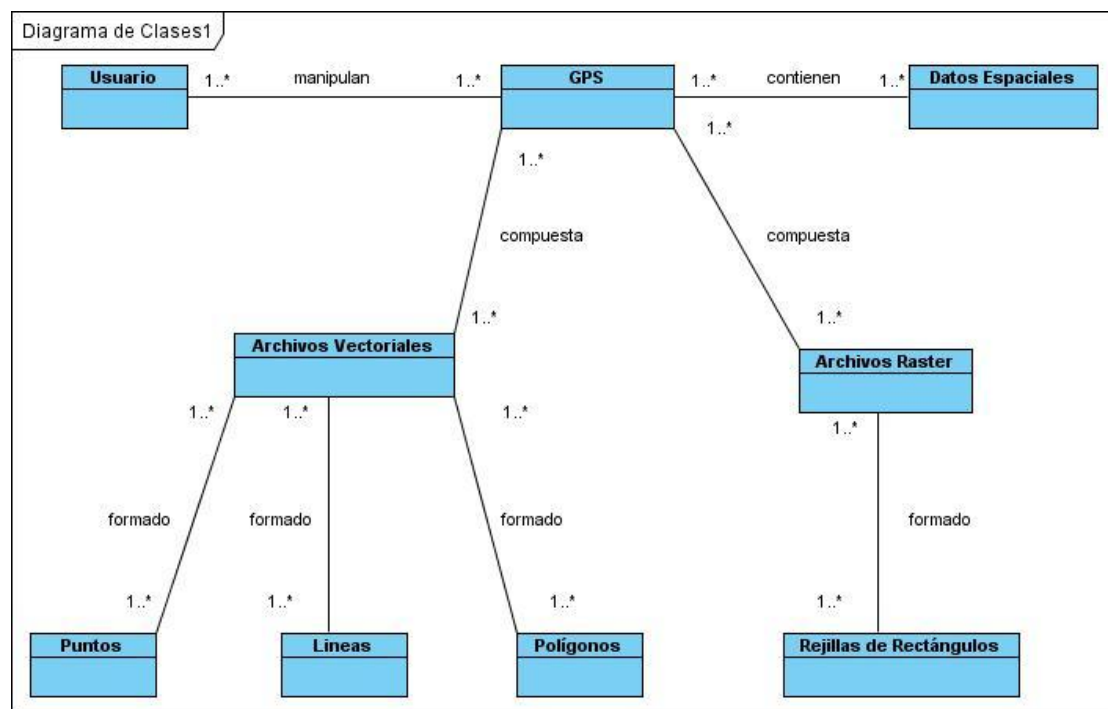 Diagrama de Clases1
Usuario
1..*
manipulan
1..*
GPS
1..*
contienen
1..*
Datos Espaciales
1..*
1..*
compuesta
compuesta
1..*
1..*
Archivos Vectoriales
Archivos Raster
1..*
1..*
1..*
1..*
formado
formado
formado
formado
1..*
1..*
1..*
1..*
Puntos
Lineas
Polígonos
Rejillas de Rectángulos